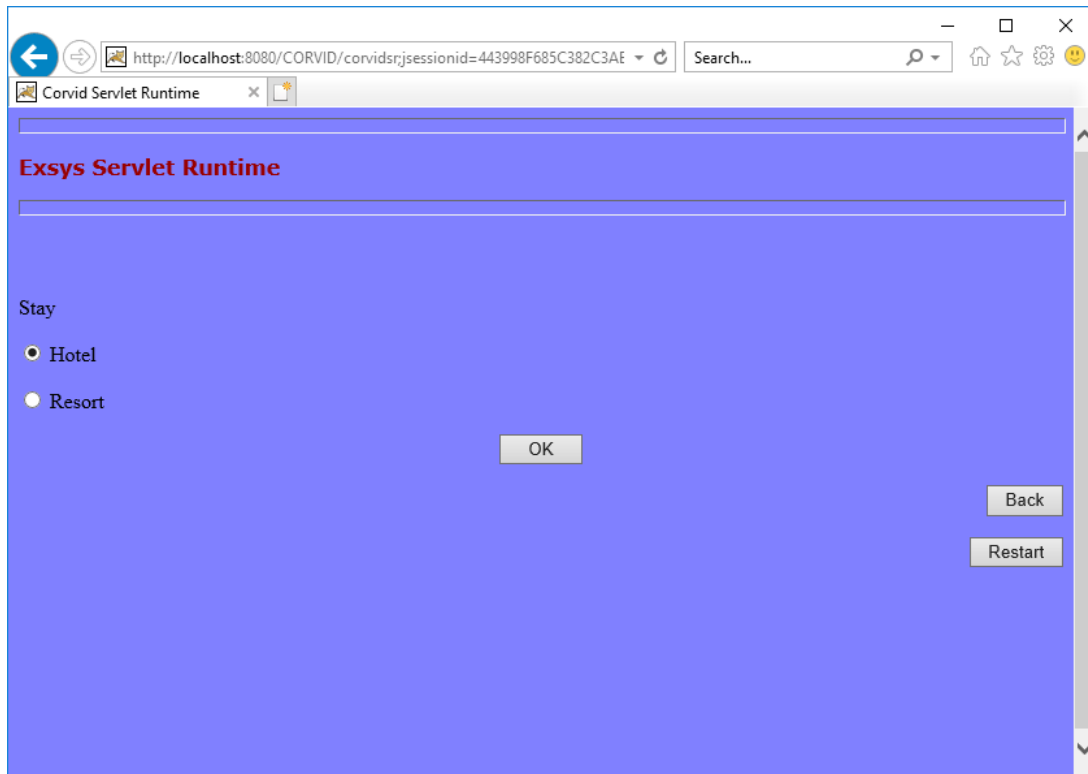 http://localhost:8080/CORVID/corvidsr;jsessionid=443998F685C382C3AE
Search...
Corvid Servlet Runtime
Exsys Servlet Runtime
Stay
Hotel
Resort
OK
Back
Restart